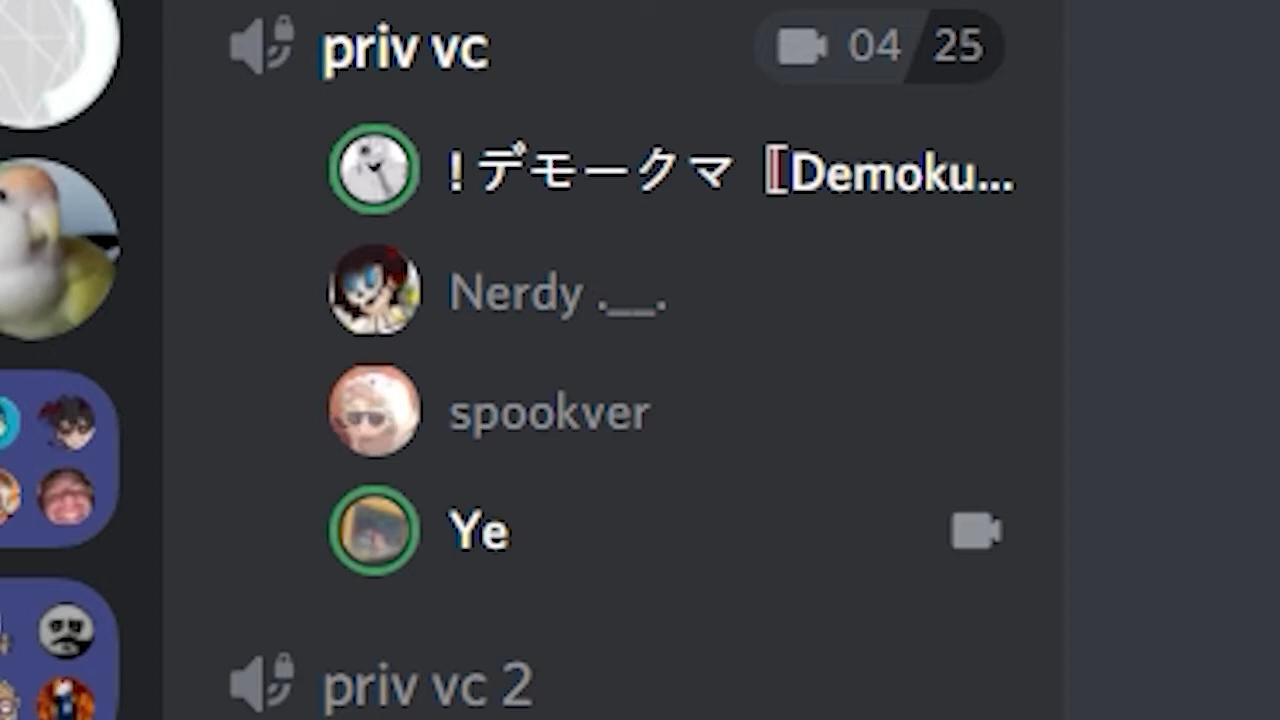 priv vc 04 25
! デモークマ 〚Demoku...
Nerdy .__.
spookver
Ye
priv vc 2